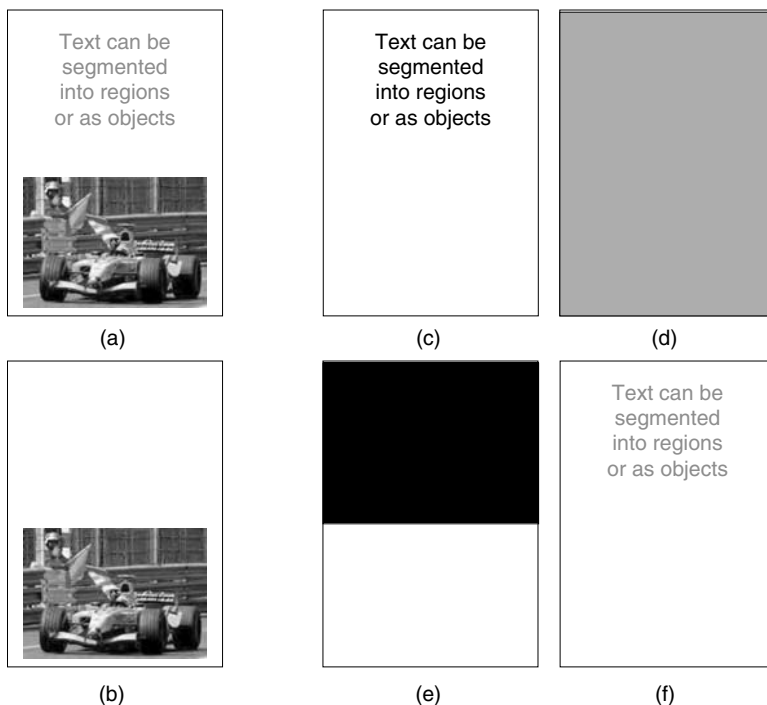 Text can be
segmented
into regions
or as objects
(a)
Text can be
segmented
into regions
or as objects
(c)
(d)
(b)
(e)
Text can be
segmented
into regions
or as objects
(f)